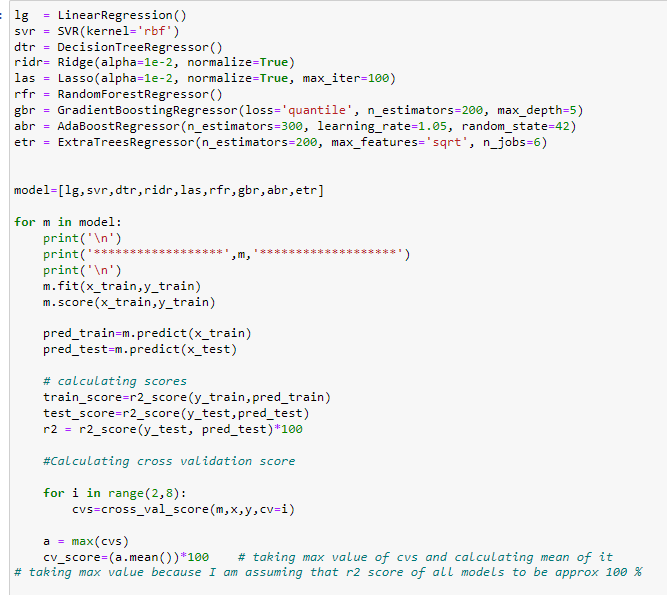 lg  = LinearRegression()
svr = SVR(kernel='rbf')
dtr = DecisionTreeRegressor()
ridr= Ridge(alpha=1e-2, normalize=True)
las = Lasso(alpha=1e-2, normalize=True, max_iter=100)
rfr = RandomForestRegressor()
gbr = GradientBoostingRegressor(loss='quantile', n_estimators=200, max_depth=5)
abr = AdaBoostRegressor(n_estimators=300, learning_rate=1.05, random_state=42)
etr = ExtraTreesRegressor(n_estimators=200, max_features='sqrt', n_jobs=6)
model=[lg,svr,dtr,ridr,las,rfr,gbr,abr,etr]
for m in model:
    print('\n')
    print('******************',m,'*******************')
    print('\n')
    m.fit(x_train,y_train)
    m.score(x_train,y_train)
    pred_train=m.predict(x_train)
    pred_test=m.predict(x_test)
    # calculating scores
    train_score=r2_score(y_train,pred_train)
    test_score=r2_score(y_test,pred_test)
    r2 = r2_score(y_test, pred_test)*100
    #Calculating cross validation score
    for i in range(2,8):
        cvs=cross_val_score(m,x,y,cv=i)
    a = max(cvs)
    cv_score=(a.mean())*100    # taking max value of cvs and calculating mean of it
# taking max value because I am assuming that r2 score of all models to be approx 100 %